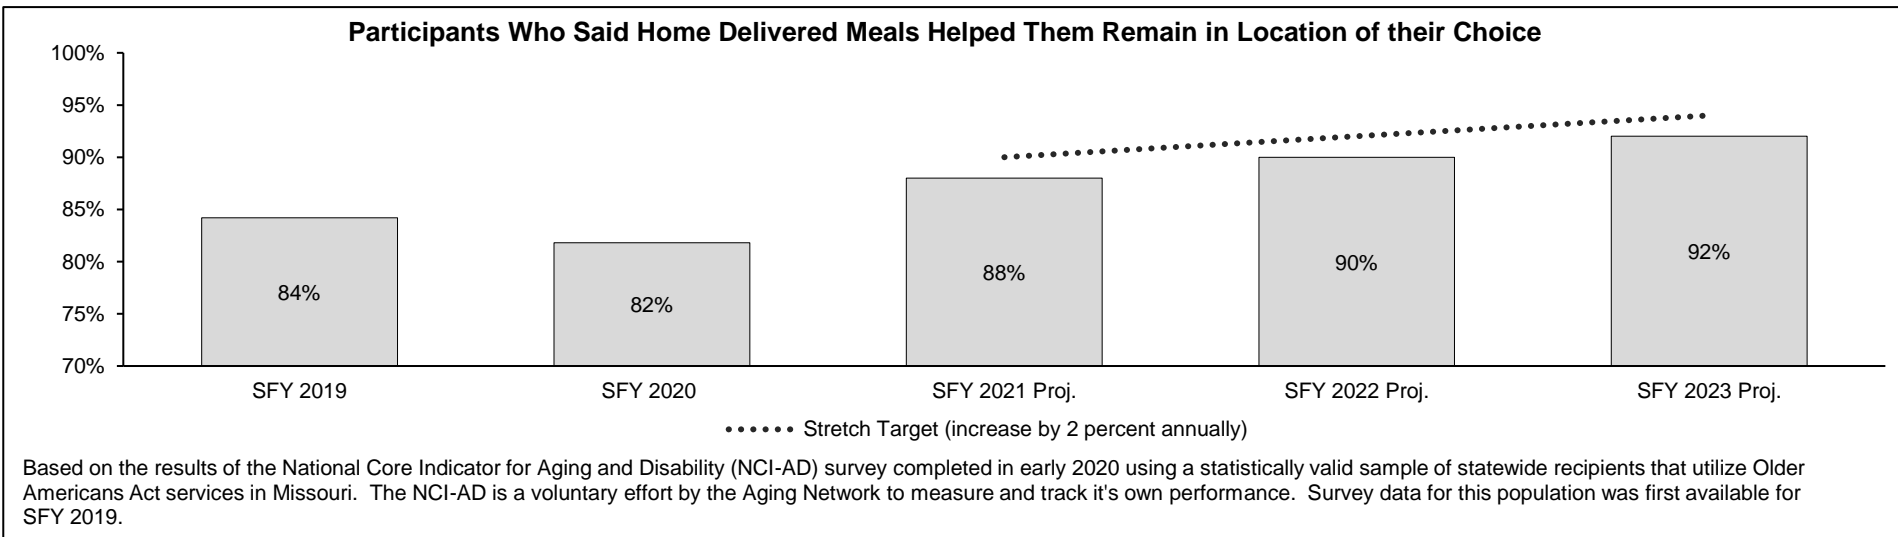 Participants Who Said Home Delivered Meals Helped Them Remain in Location of their Choice
100%
95%
90%
85%
80%
75%
70%
84%
82%
88%
90%
92%
SFY 2019
SFY 2020
SFY 2021 Proj.
SFY 2022 Proj.
SFY 2023 Proj.
Stretch Target (increase by 2 percent annually)
Based on the results of the National Core Indicator for Aging and Disability (NCI-AD) survey completed in early 2020 using a statistically valid sample of statewide recipients that utilize Older
Americans Act services in Missouri.  The NCI-AD is a voluntary effort by the Aging Network to measure and track it's own performance.  Survey data for this population was first available for
SFY 2019.